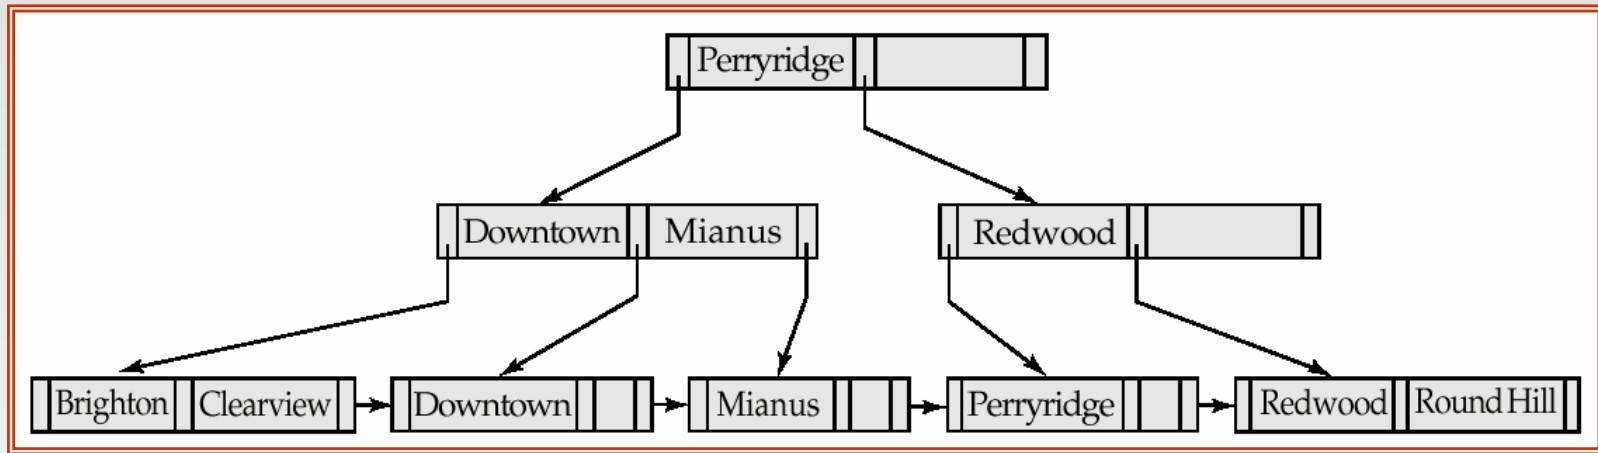 Perryridge
Downtown Mianus Redwood
Brighton Clearview Downtown Mianus Perryridge Redwood Round Hill